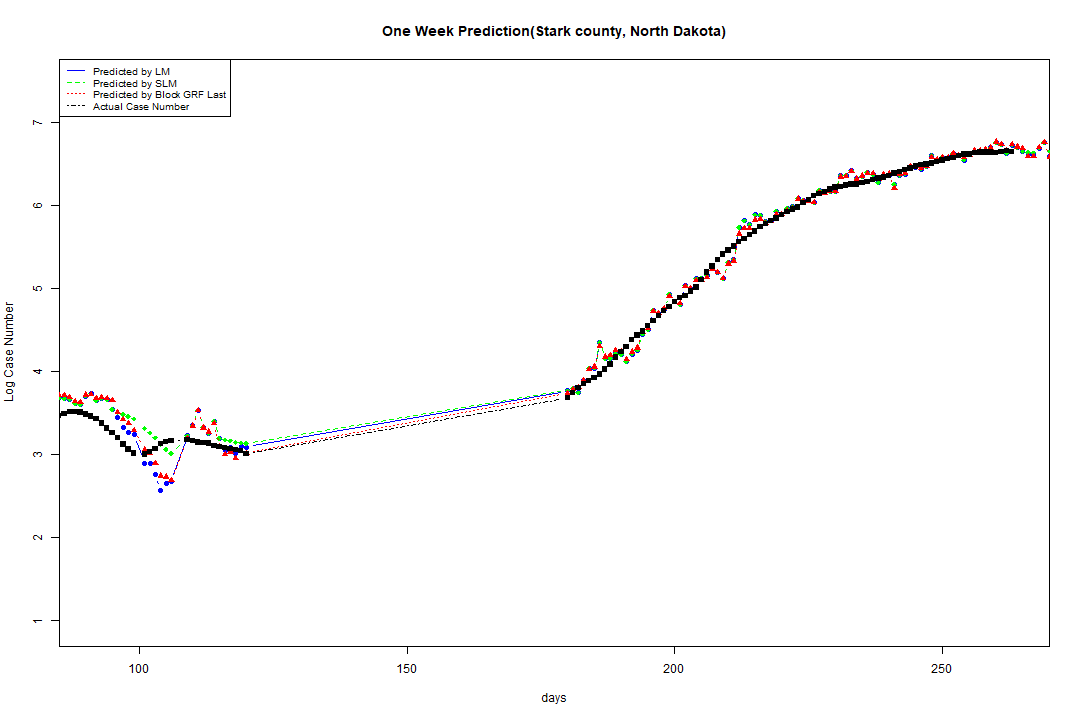 One Week Prediction(Stark county, North Dakota)
Predicted by LM
Predicted by SLM
Predicted by Block GRF Last
Actual Case Number
7
6
5
4
3
2
1
Log Case Number
100 150 200 250
days